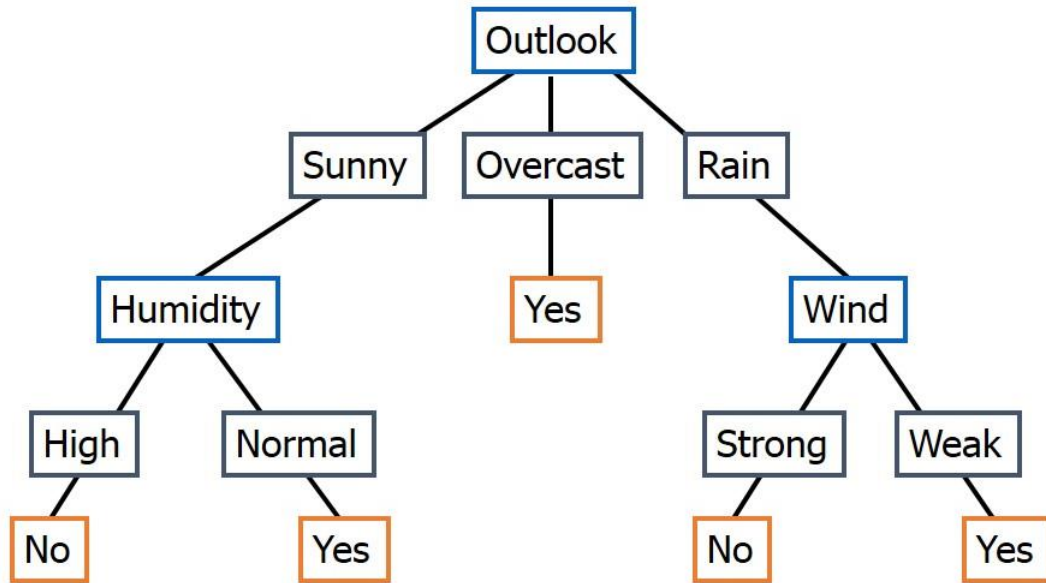 Outlook
Sunny
Overcast
Rain
Humidity
Yes
Wind
High
Normal
Strong
Weak
No
Yes
No
Yes